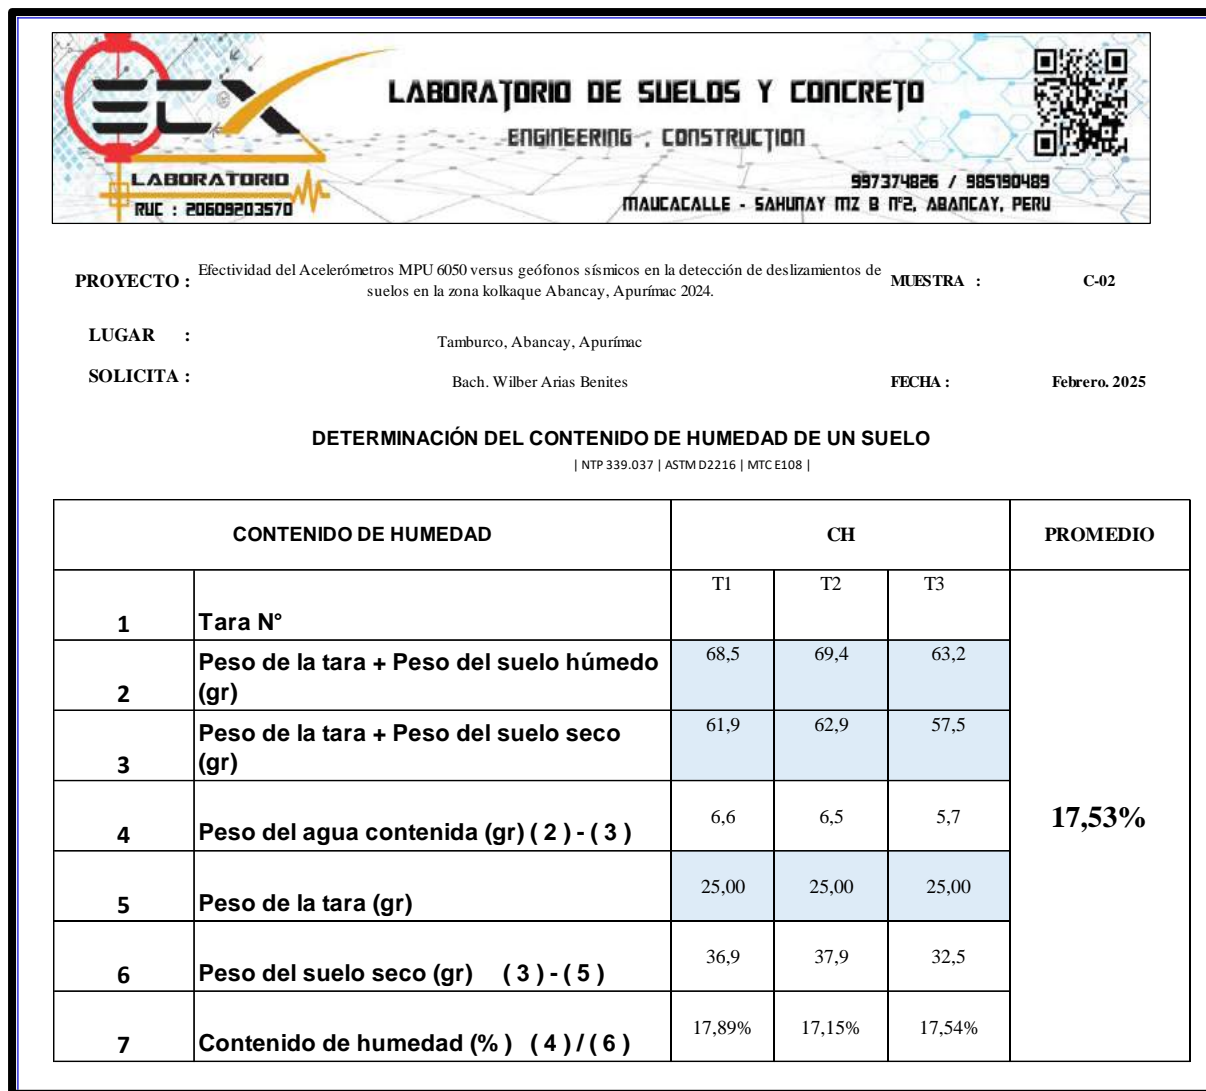 ECX
LABORATORIO
RUC : 20609203570
LABORATORIO DE SUELOS Y CONCRETO
ENGINEERING , CONSTRUCTION
997374826 / 985190489
MAUCACALLE - SAHUNAY MZ B N°2, ABANCAY, PERU
PROYECTO : Efectividad del Acelerómetros MPU 6050 versus geófonos sísmicos en la detección de deslizamientos de
suelos en la zona kolkaque Abancay, Apurímac 2024.
MUESTRA : C-02
LUGAR : Tamburco, Abancay, Apurímac
SOLICITA : Bach. Wilber Arias Benites
FECHA : Febrero. 2025
DETERMINACIÓN DEL CONTENIDO DE HUMEDAD DE UN SUELO
| NTP 339.037 | ASTM D2216 | MTC E108 |
CONTENIDO DE HUMEDAD CH PROMEDIO
1 Tara N° T1 T2 T3
2 Peso de la tara + Peso del suelo húmedo
(gr) 68,5 69,4 63,2
3 Peso de la tara + Peso del suelo seco
(gr) 61,9 62,9 57,5
4 Peso del agua contenida (gr) ( 2 ) - ( 3 ) 6,6 6,5 5,7
17,53%
5 Peso de la tara (gr) 25,00 25,00 25,00
6 Peso del suelo seco (gr) ( 3 ) - ( 5 ) 36,9 37,9 32,5
7 Contenido de humedad (% ) ( 4 ) / ( 6 ) 17,89% 17,15% 17,54%